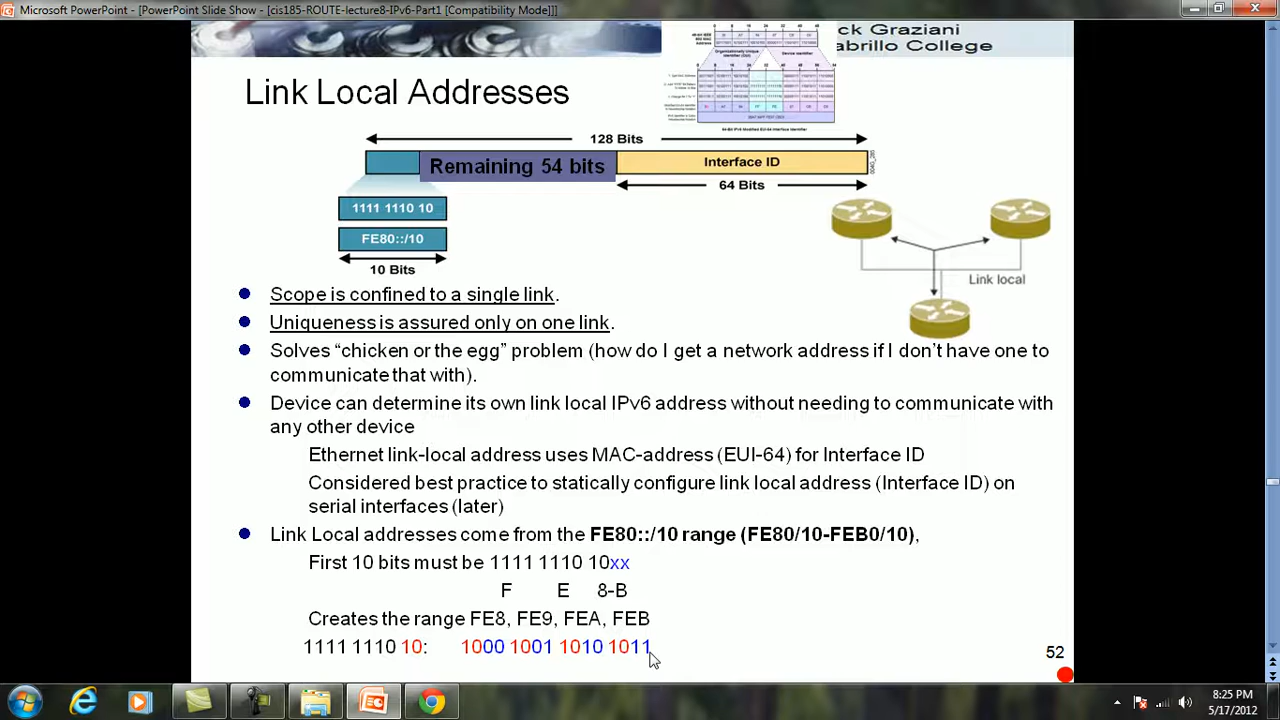 Microsoft PowerPoint - [PowerPoint Slide Show - [cis185-ROUTE-lecture8-IPv6-Part1 [Compatibility Mode]]]
ck Graziani
abrillo College
Link Local Addresses
128 Bits
Remaining 54 bits
Interface ID
64 Bits
1111 1110 10
FE80::/10
10 Bits
Link local
Scope is confined to a single link.
Uniqueness is assured only on one link.
Solves “chicken or the egg” problem (how do I get a network address if I don’t have one to
communicate that with).
Device can determine its own link local IPv6 address without needing to communicate with
any other device
Ethernet link-local address uses MAC-address (EUI-64) for Interface ID
Considered best practice to statically configure link local address (Interface ID) on
serial interfaces (later)
Link Local addresses come from the FE80::/10 range (FE80/10-FEB0/10),
First 10 bits must be 1111 1110 10xx
F E 8-B
Creates the range FE8, FE9, FEA, FEB
1111 1110 10: 1000 1001 1010 1011
52
8:25 PM
5/17/2012